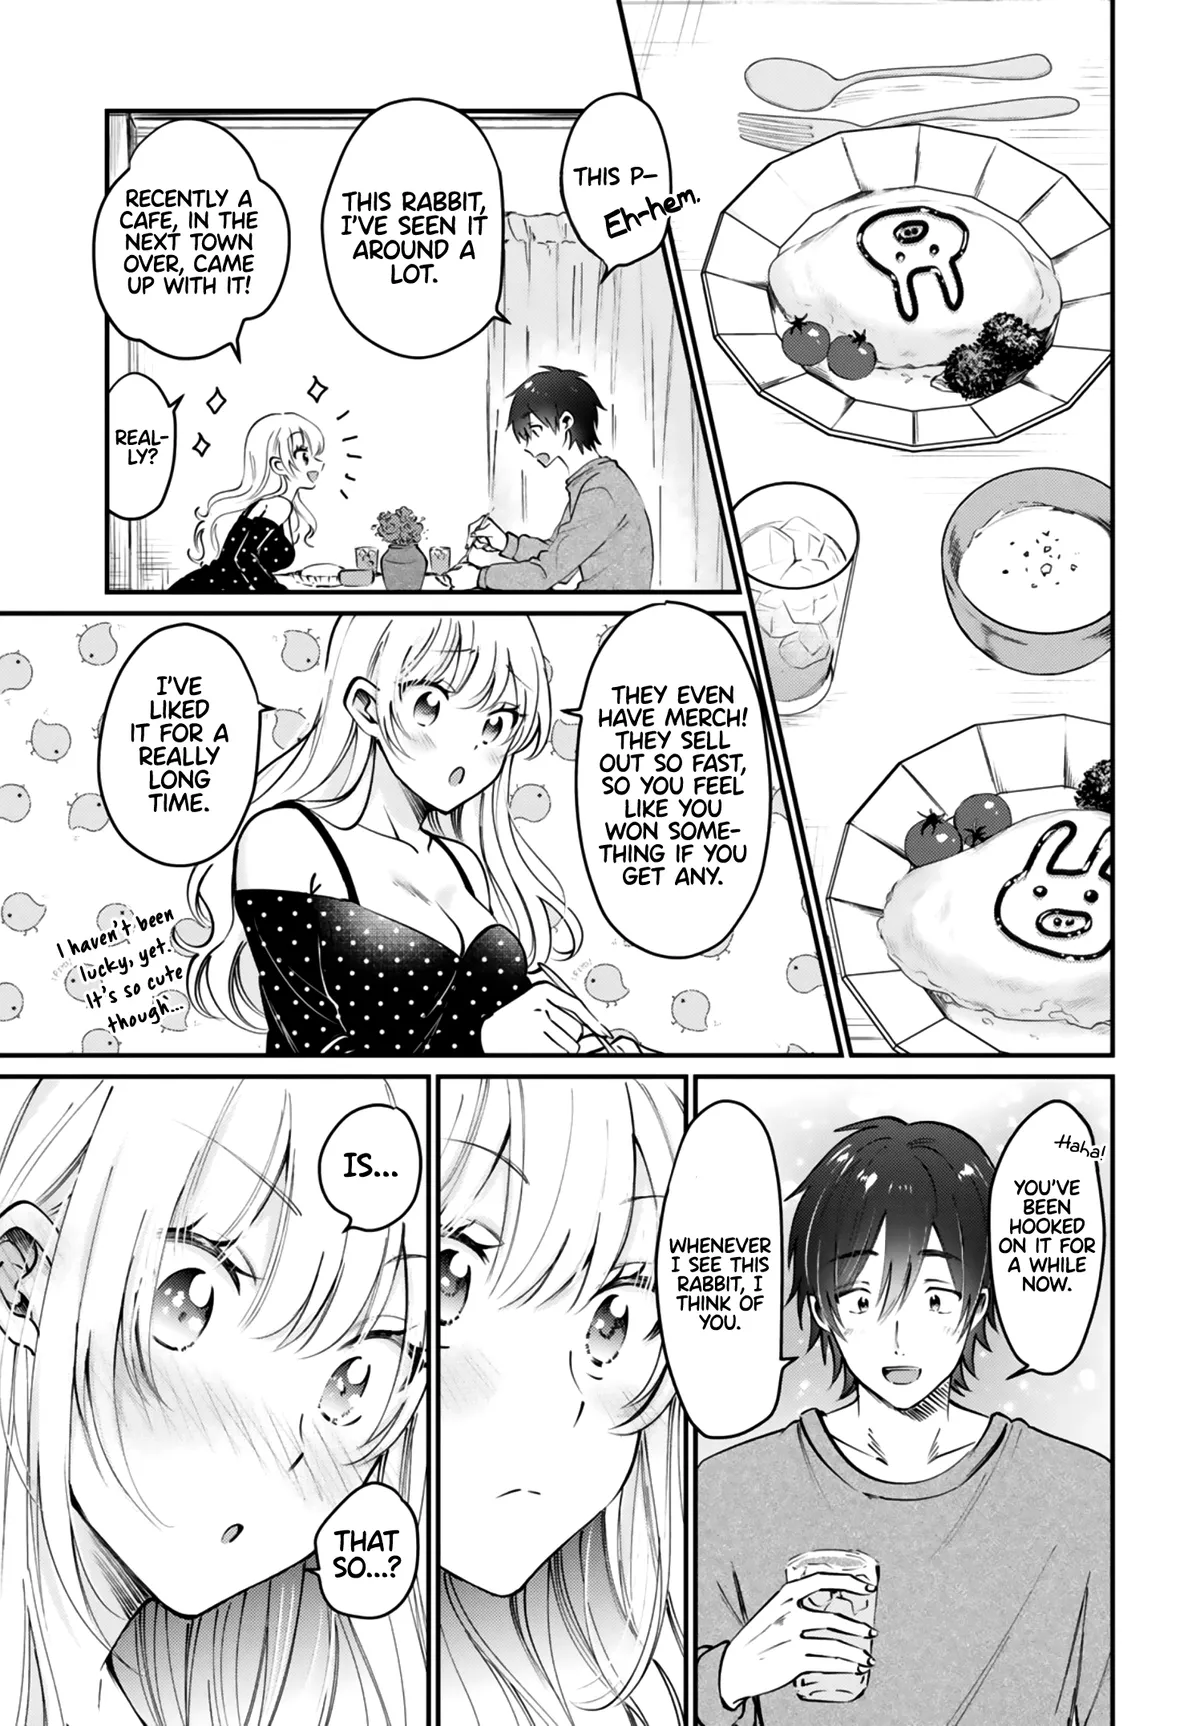 THIS P-
Eh-hem.
THIS RABBIT,
I'VE SEEN IT
AROUND A
LOT.
RECENTLY A
CAFE, IN THE
NEXT TOWN
OVER, CAME
UP WITH IT!
REAL-
LY?
THEY EVEN
HAVE MERCH!
THEY SELL
OUT SO FAST,
SO YOU FEEL
LIKE YOU
WON SOME-
THING IF YOU
GET ANY.
I'VE
LIKED
IT FOR A
REALLY
LONG
TIME.
I haven't been
lucky, yet.
It's so cute
though...
Haha!
YOU'VE
BEEN
HOOKED
ON IT FOR
A WHILE
NOW.
WHENEVER
I SEE THIS
RABBIT, I
THINK OF
YOU.
IS...
THAT
SO...?